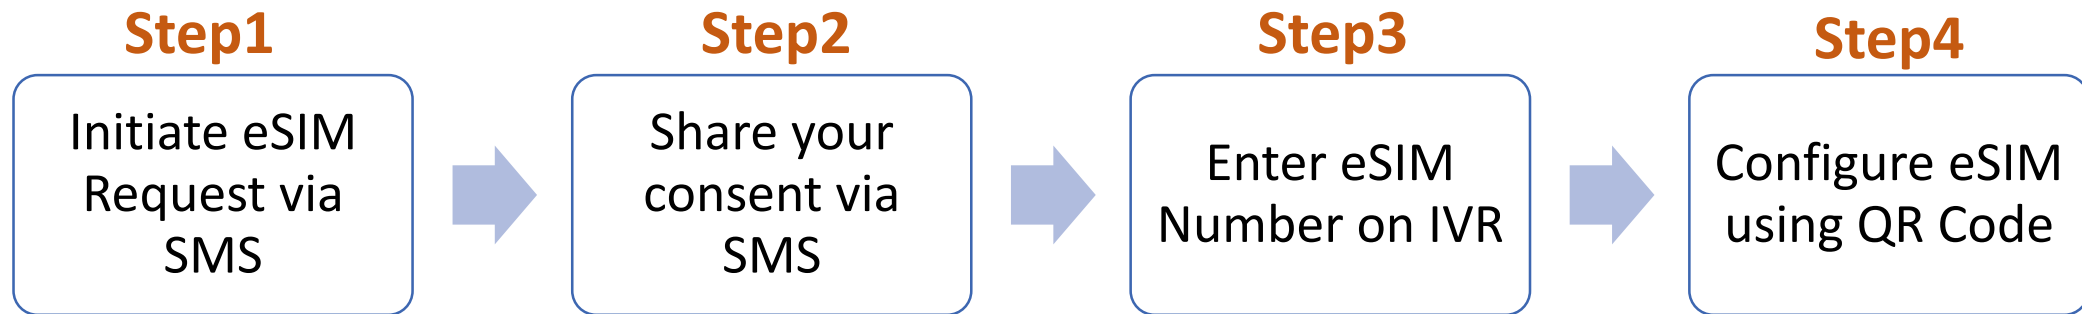 Step1
Initiate eSIM
Request via
SMS
Step2
Share your
consent via
SMS
Step3
Enter eSIM
Number on IVR
Step4
Configure eSIM
using QR Code